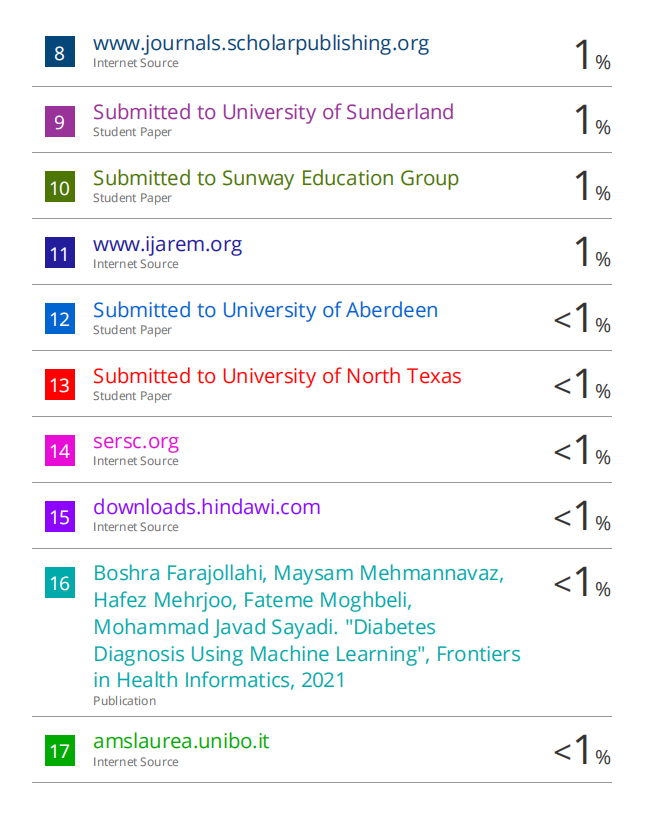 8
www.journals.scholarpublishing.org
Internet Source
1%
9
Submitted to University of Sunderland
Student Paper
1%
10
Submitted to Sunway Education Group
Student Paper
1%
11
www.ijarem.org
Internet Source
1%
12
Submitted to University of Aberdeen
Student Paper
<1%
13
Submitted to University of North Texas
Student Paper
<1%
14
sersc.org
Internet Source
<1%
15
downloads.hindawi.com
Internet Source
<1%
16
Boshra Farajollahi, Maysam Mehmannavaz,
Hafez Mehrjoo, Fateme Moghbeli,
Mohammad Javad Sayadi. "Diabetes
Diagnosis Using Machine Learning", Frontiers
in Health Informatics, 2021
Publication
<1%
17
amslaurea.unibo.it
Internet Source
<1%